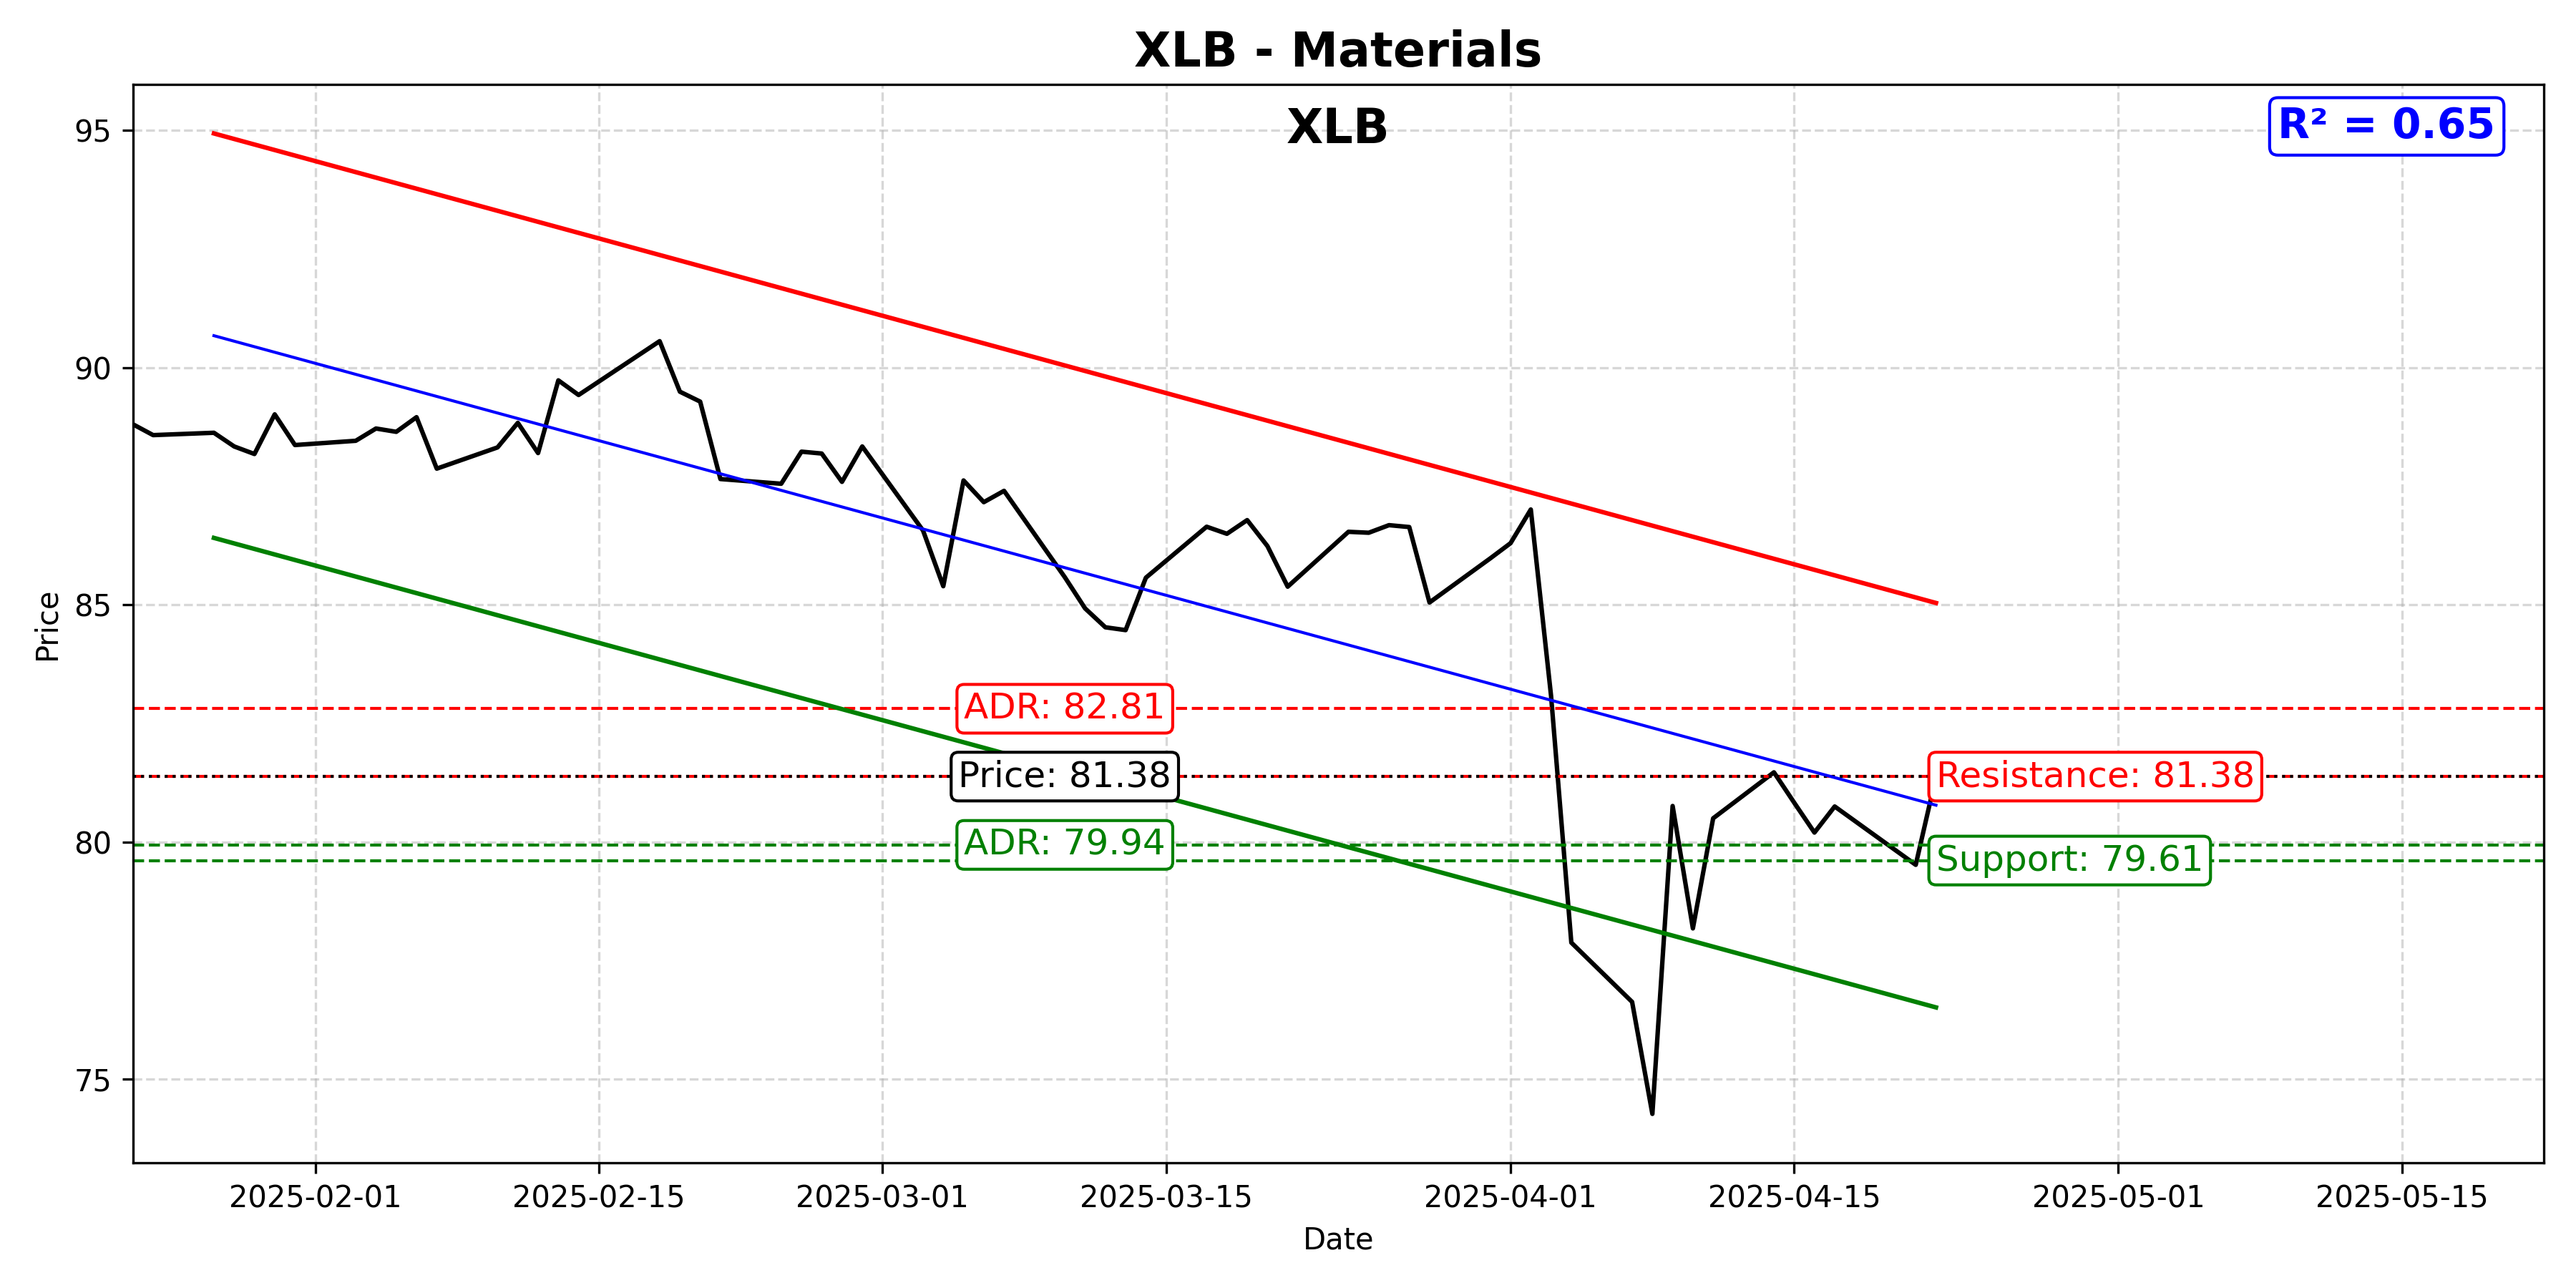 XLB - Materials
XLB
R² = 0.65
95
90
85
80
75
Price
ADR: 82.81
Price: 81.38
Resistance: 81.38
ADR: 79.94
Support: 79.61
2025-02-01
2025-02-15
2025-03-01
2025-03-15
2025-04-01
2025-04-15
2025-05-01
2025-05-15
Date